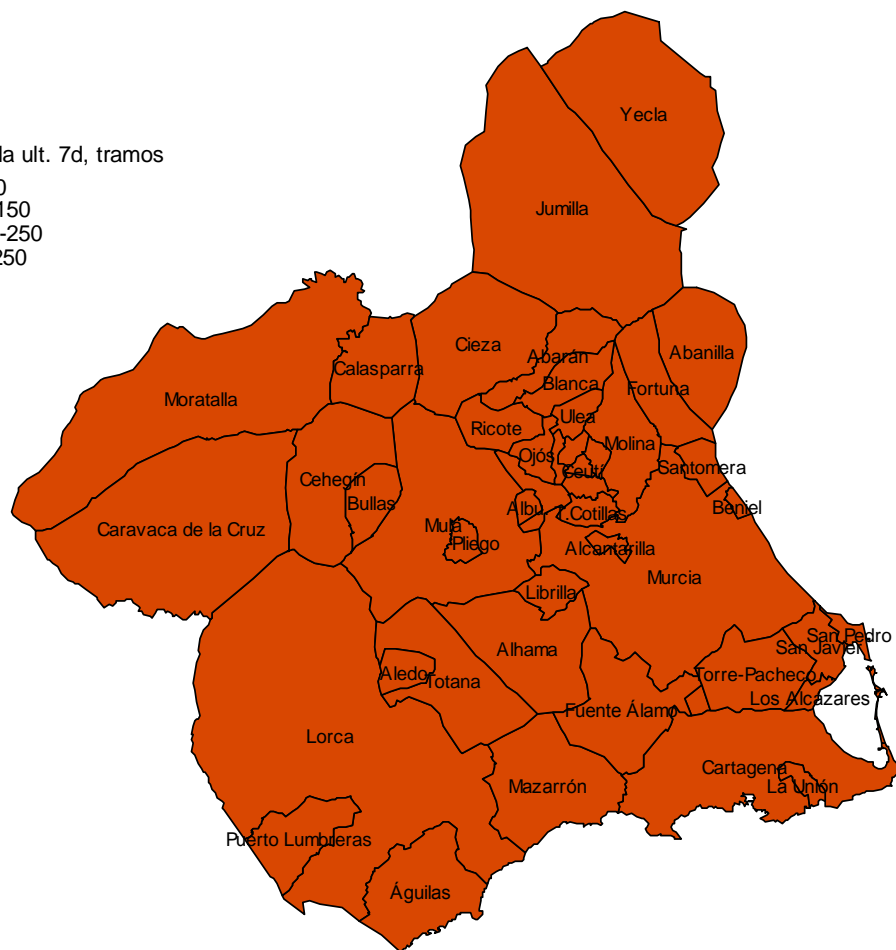 Yecla
la ult. 7d, tramos
0
150
-250
250
Jumilla
Cieza
Abarán
Abanilla
Calasparra
Blanca
Fortuna
Moratalla
Ulea
Ricote
Molina
Ojós
Ceutí
Santomera
Cehegín
Bullas
Albu.
T.Cotillas
Beniel
Caravaca de la Cruz
Mula
Pliego
Alcantarilla
Murcia
Librilla
San Pedro
San Javier
Alhama
Aledo
Totana
Torre-Pacheco
Los Alcázares
Fuente Álamo
Lorca
Cartagena
La Unión
Mazarrón
Puerto Lumbreras
Águilas